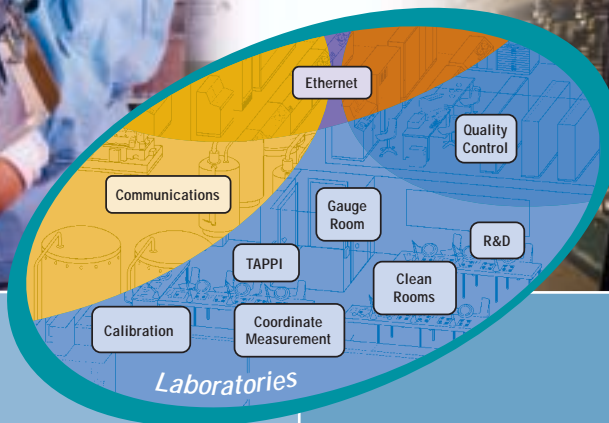 Ethernet
Quality
Control
Communications
Gauge
Room
R&D
TAPPI
Clean
Rooms
Calibration
Coordinate
Measurement
Laboratories